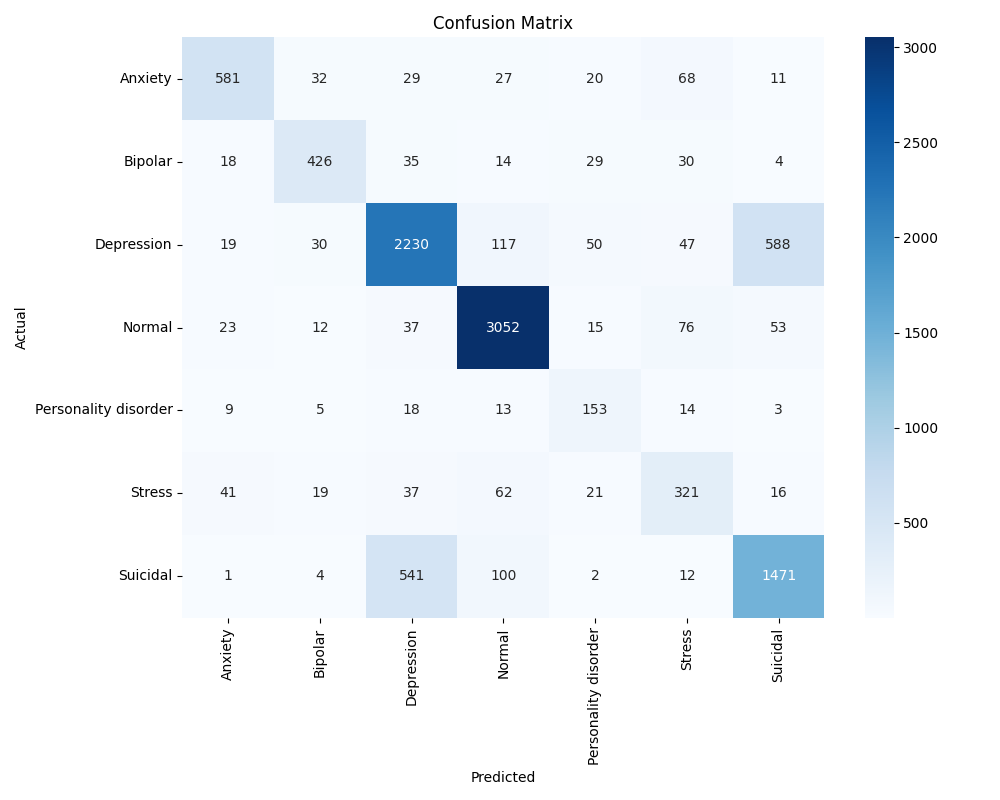 Confusion Matrix
Actual
Anxiety 581 32 29 27 20 68 11
Bipolar 18 426 35 14 29 30 4
Depression 19 30 2230 117 50 47 588
Normal 23 12 37 3052 15 76 53
Personality disorder 9 5 18 13 153 14 3
Stress 41 19 37 62 21 321 16
Suicidal 1 4 541 100 2 12 1471
Anxiety Bipolar Depression Normal Personality disorder Stress Suicidal
Predicted
3000
2500
2000
1500
1000
500